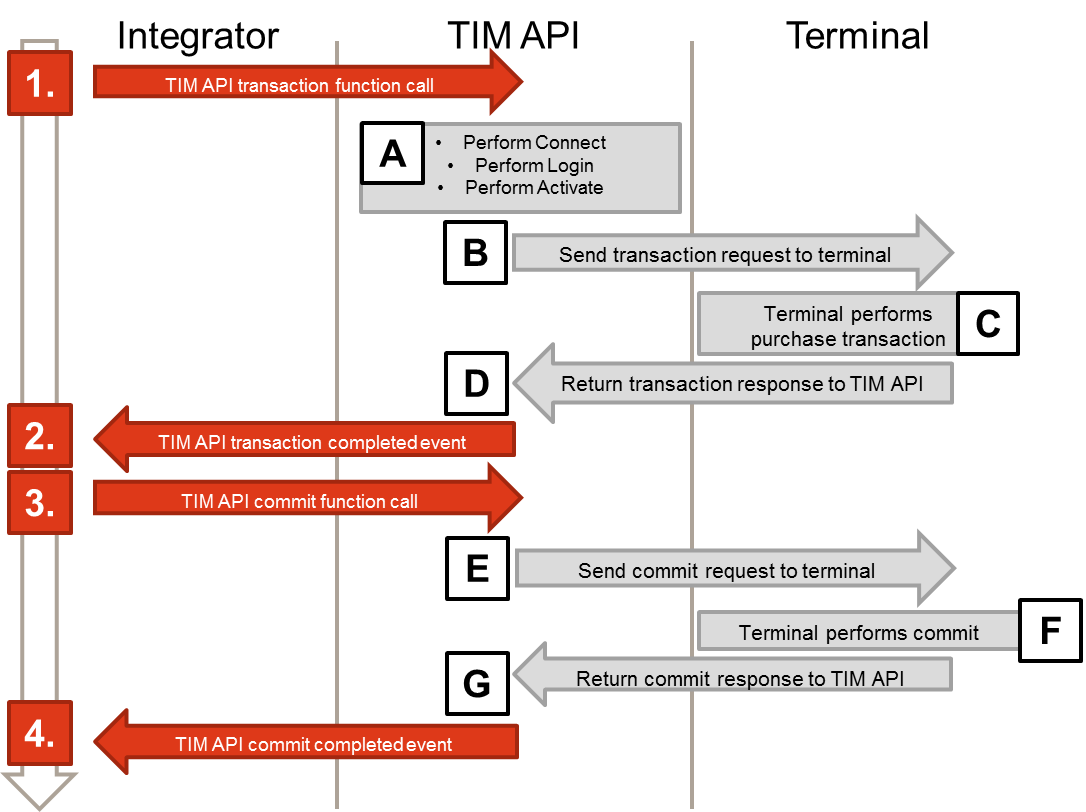 Integrator
TIM API
Terminal
1.
TIM API transaction function call
A
• Perform Connect
• Perform Login
• Perform Activate
B
Send transaction request to terminal
Terminal performs
purchase transaction
C
D
Return transaction response to TIM API
2.
TIM API transaction completed event
3.
TIM API commit function call
E
Send commit request to terminal
Terminal performs commit
F
G
Return commit response to TIM API
4.
TIM API commit completed event